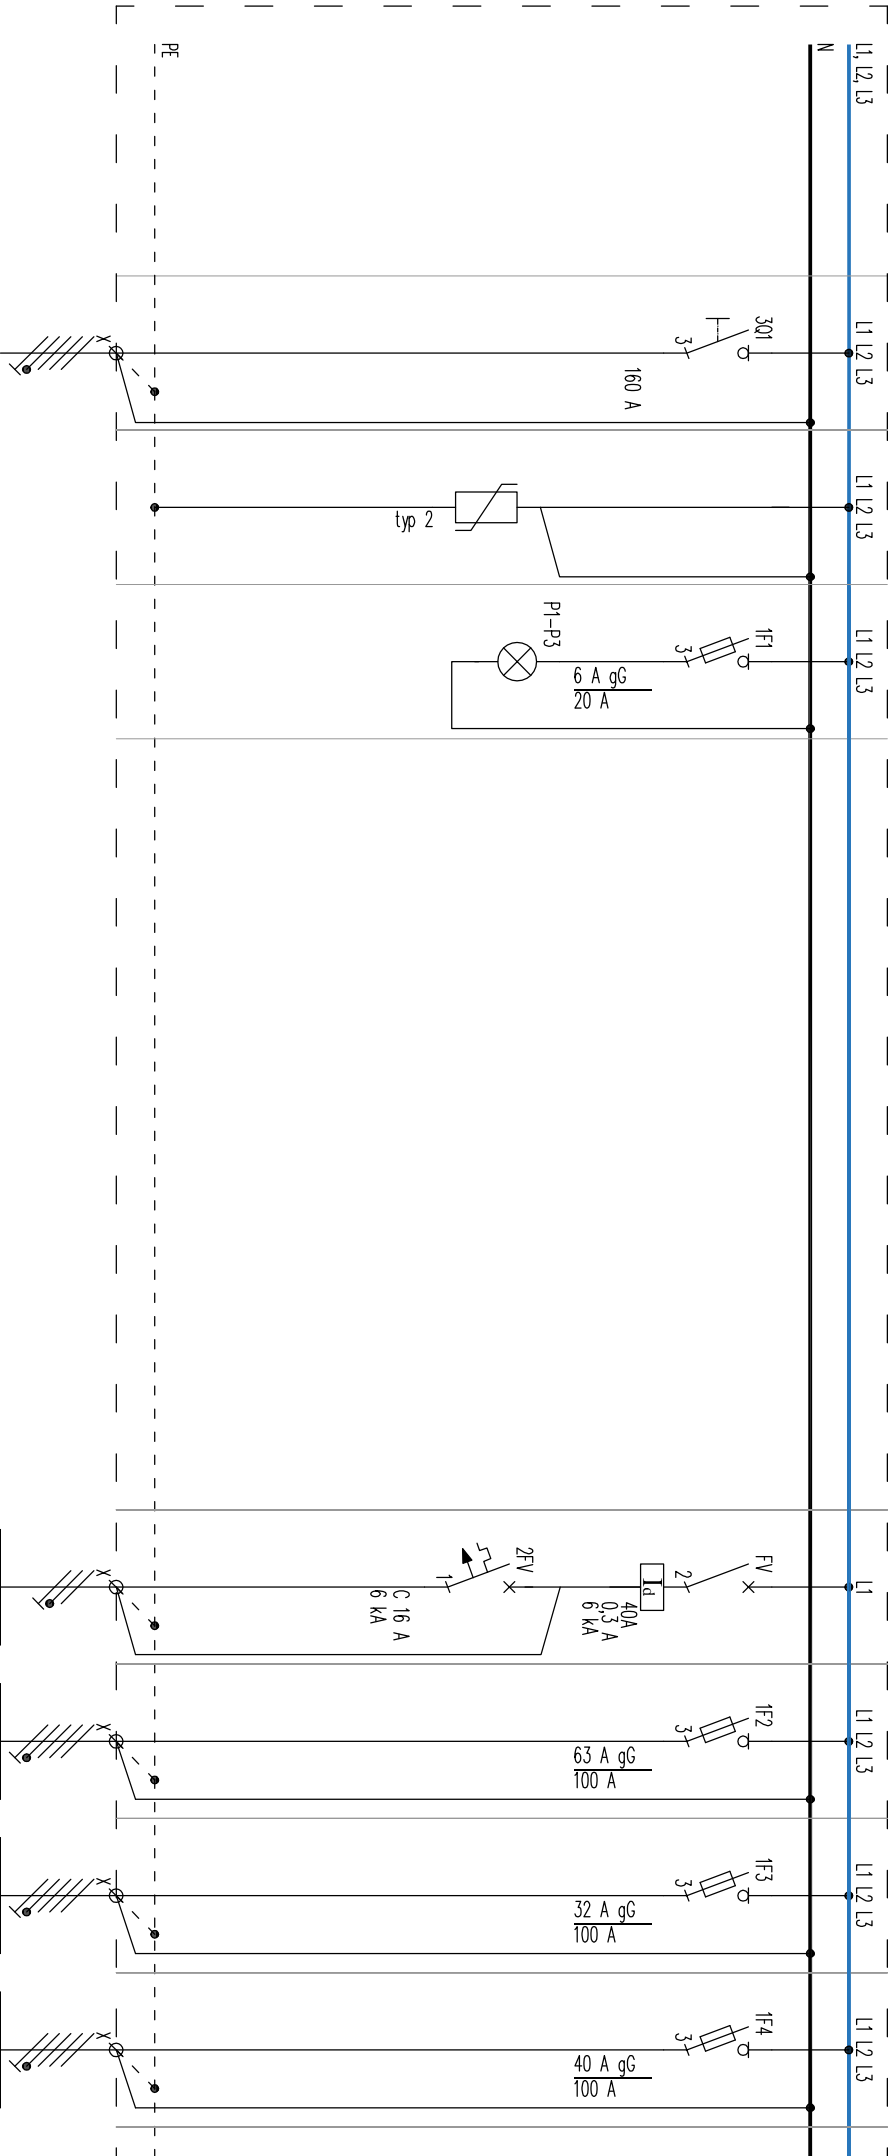 L1, L2, L3
N
PE
L1 L2 L3
3Q1
3
160 A
X
L1 L2 L3
typ 2
L1 L2 L3
1F1
3
6 A gG
20 A
P1-P3
L1
FV
2
Id
40A
0,3 A
6 kA
2FV
1
C 16 A
6 kA
X
L1 L2 L3
1F2
3
63 A gG
100 A
X
L1 L2 L3
1F3
3
32 A gG
100 A
X
L1 L2 L3
1F4
3
40 A gG
100 A
X